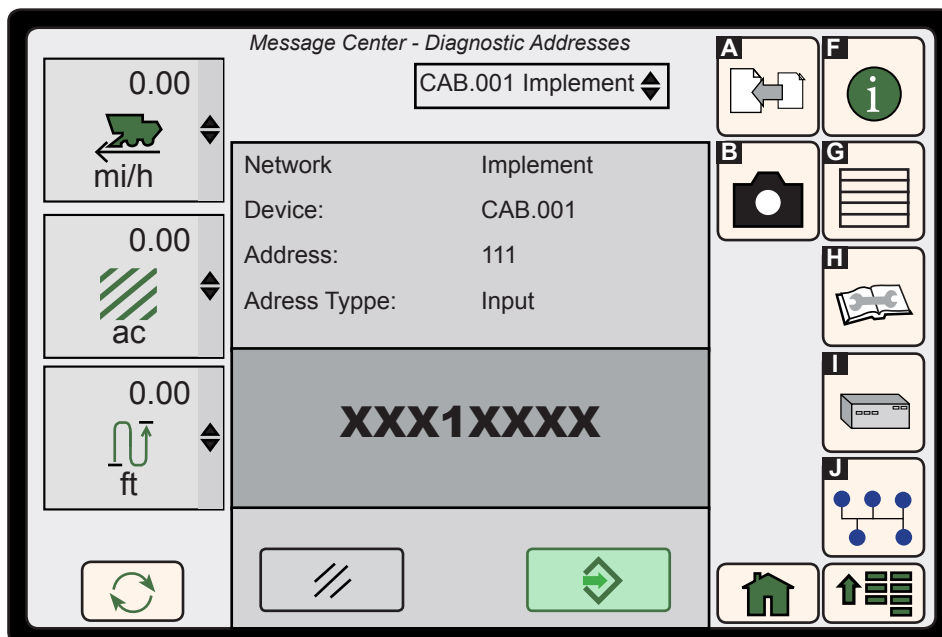 Message Center - Diagnostic Addresses
CAB.001 Implement
0.00
mi/h
0.00
ac
0.00
ft
Network Implement
Device: CAB.001
Address: 111
Adress Typpe: Input
XXX1XXXX
A
F
i
B
G
H
I
J